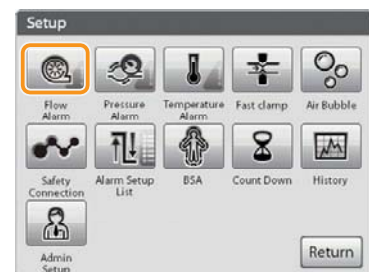 Setup
Flow Alarm
Pressure Alarm
Temperature Alarm
Fast clamp
Air Bubble
Safety Connection
Alarm Setup List
BSA
Count Down
History
Admin Setup
Return